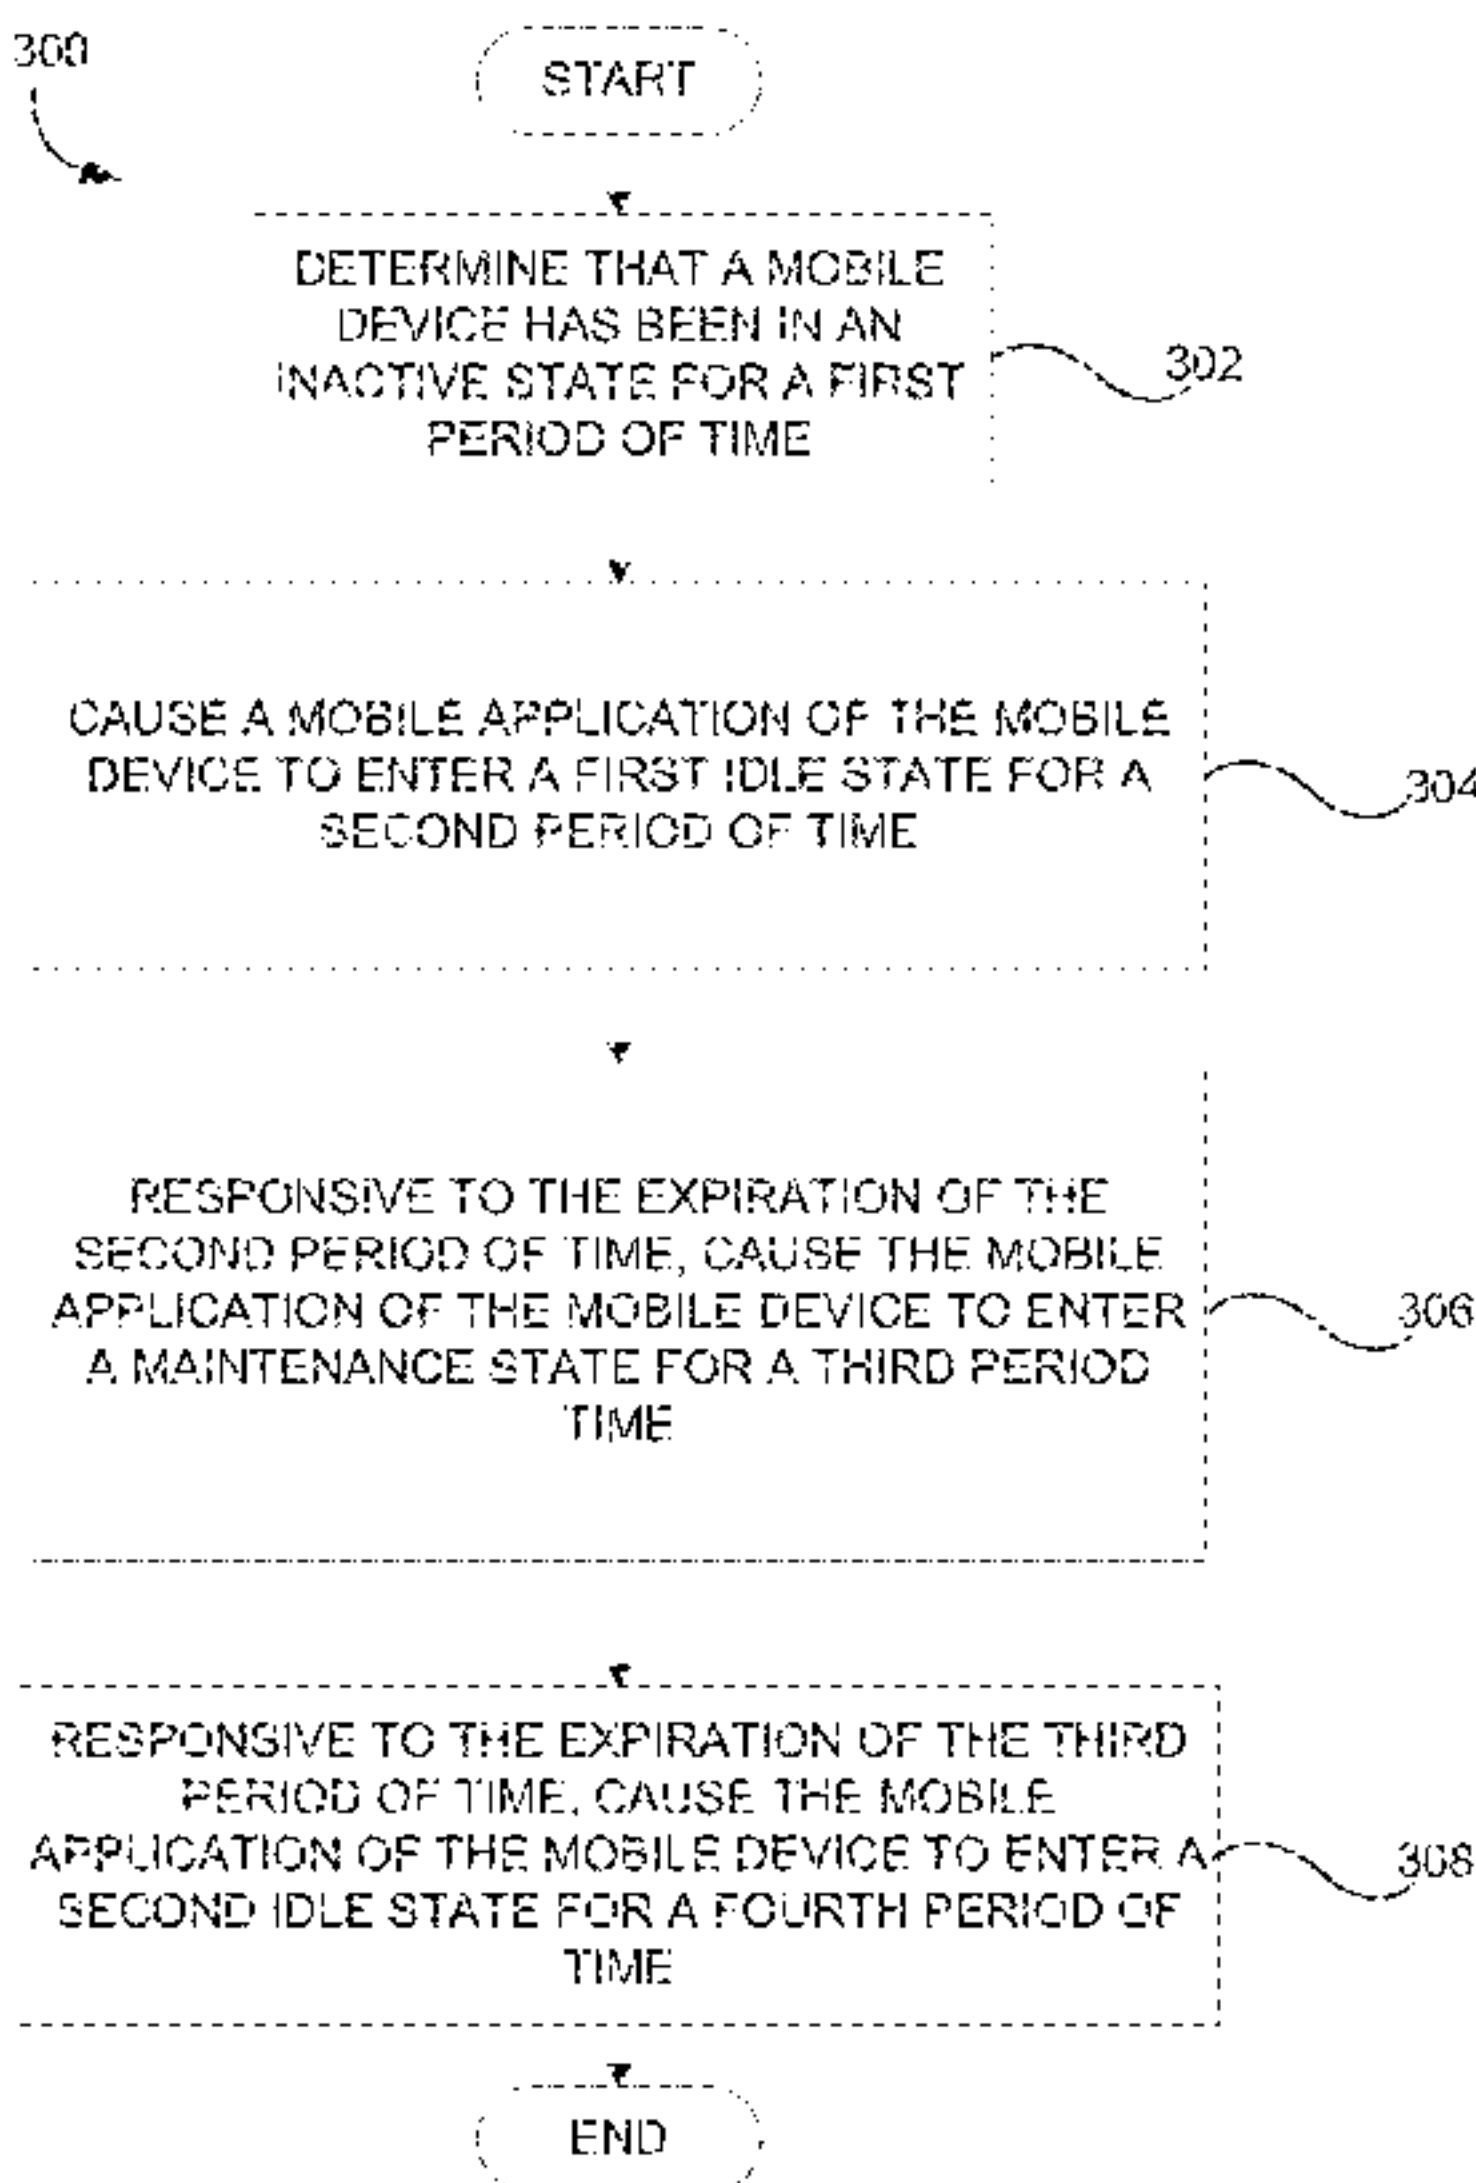 300
START
DETERMINE THAT A MOBILE
DEVICE HAS BEEN IN AN
INACTIVE STATE FOR A FIRST
PERIOD OF TIME
302
CAUSE A MOBILE APPLICATION OF THE MOBILE
DEVICE TO ENTER A FIRST IDLE STATE FOR A
SECOND PERIOD OF TIME
304
RESPONSIVE TO THE EXPIRATION OF THE
SECOND PERIOD OF TIME, CAUSE THE MOBILE
APPLICATION OF THE MOBILE DEVICE TO ENTER
A MAINTENANCE STATE FOR A THIRD PERIOD
TIME
306
RESPONSIVE TO THE EXPIRATION OF THE THIRD
PERIOD OF TIME, CAUSE THE MOBILE
APPLICATION OF THE MOBILE DEVICE TO ENTER A
SECOND IDLE STATE FOR A FOURTH PERIOD OF
TIME
308
END